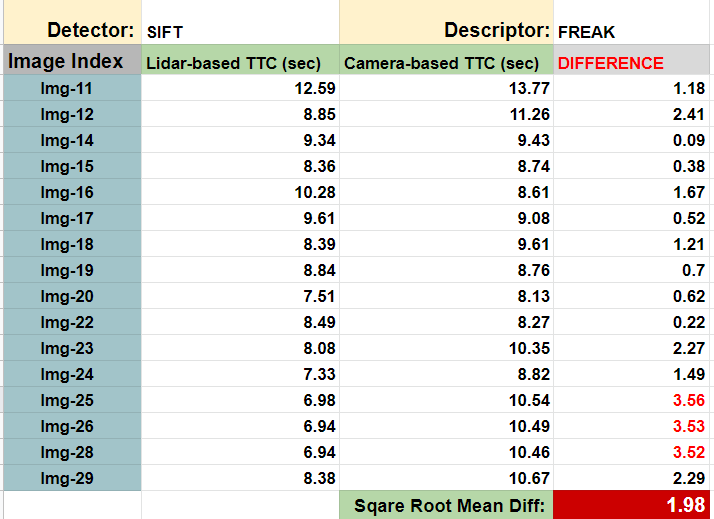 Detector: SIFT Descriptor: FREAK
Image Index Lidar-based TTC (sec) Camera-based TTC (sec) DIFFERENCE
Img-11 12.59 13.77 1.18
Img-12 8.85 11.26 2.41
Img-14 9.34 9.43 0.09
Img-15 8.36 8.74 0.38
Img-16 10.28 8.61 1.67
Img-17 9.61 9.08 0.52
Img-18 8.39 9.61 1.21
Img-19 8.84 8.76 0.7
Img-20 7.51 8.13 0.62
Img-22 8.49 8.27 0.22
Img-23 8.08 10.35 2.27
Img-24 7.33 8.82 1.49
Img-25 6.98 10.54 3.56
Img-26 6.94 10.49 3.53
Img-28 6.94 10.46 3.52
Img-29 8.38 10.67 2.29
Sqare Root Mean Diff: 1.98